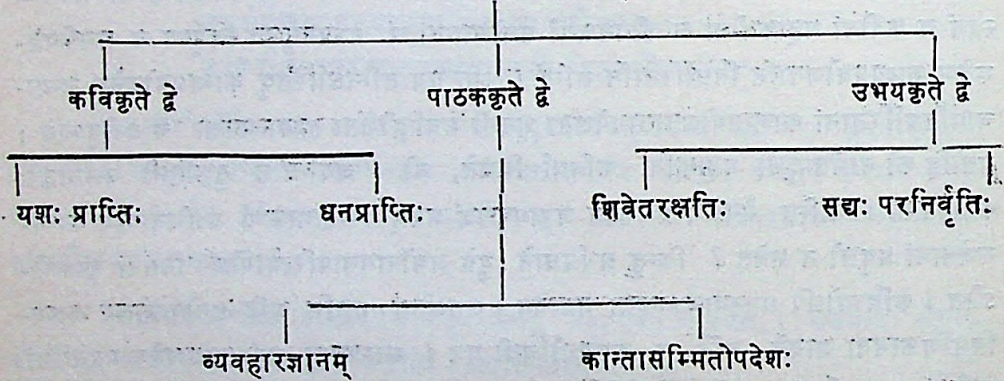 कविकृते द्वे पाठककृते द्वे उभयकृते द्वे
यशः प्राप्तिः धनप्राप्तिः शिवेतरक्षतिः सद्यः परनिर्वृतिः
व्यवहारज्ञानम् कान्तासम्मितोपदेशः